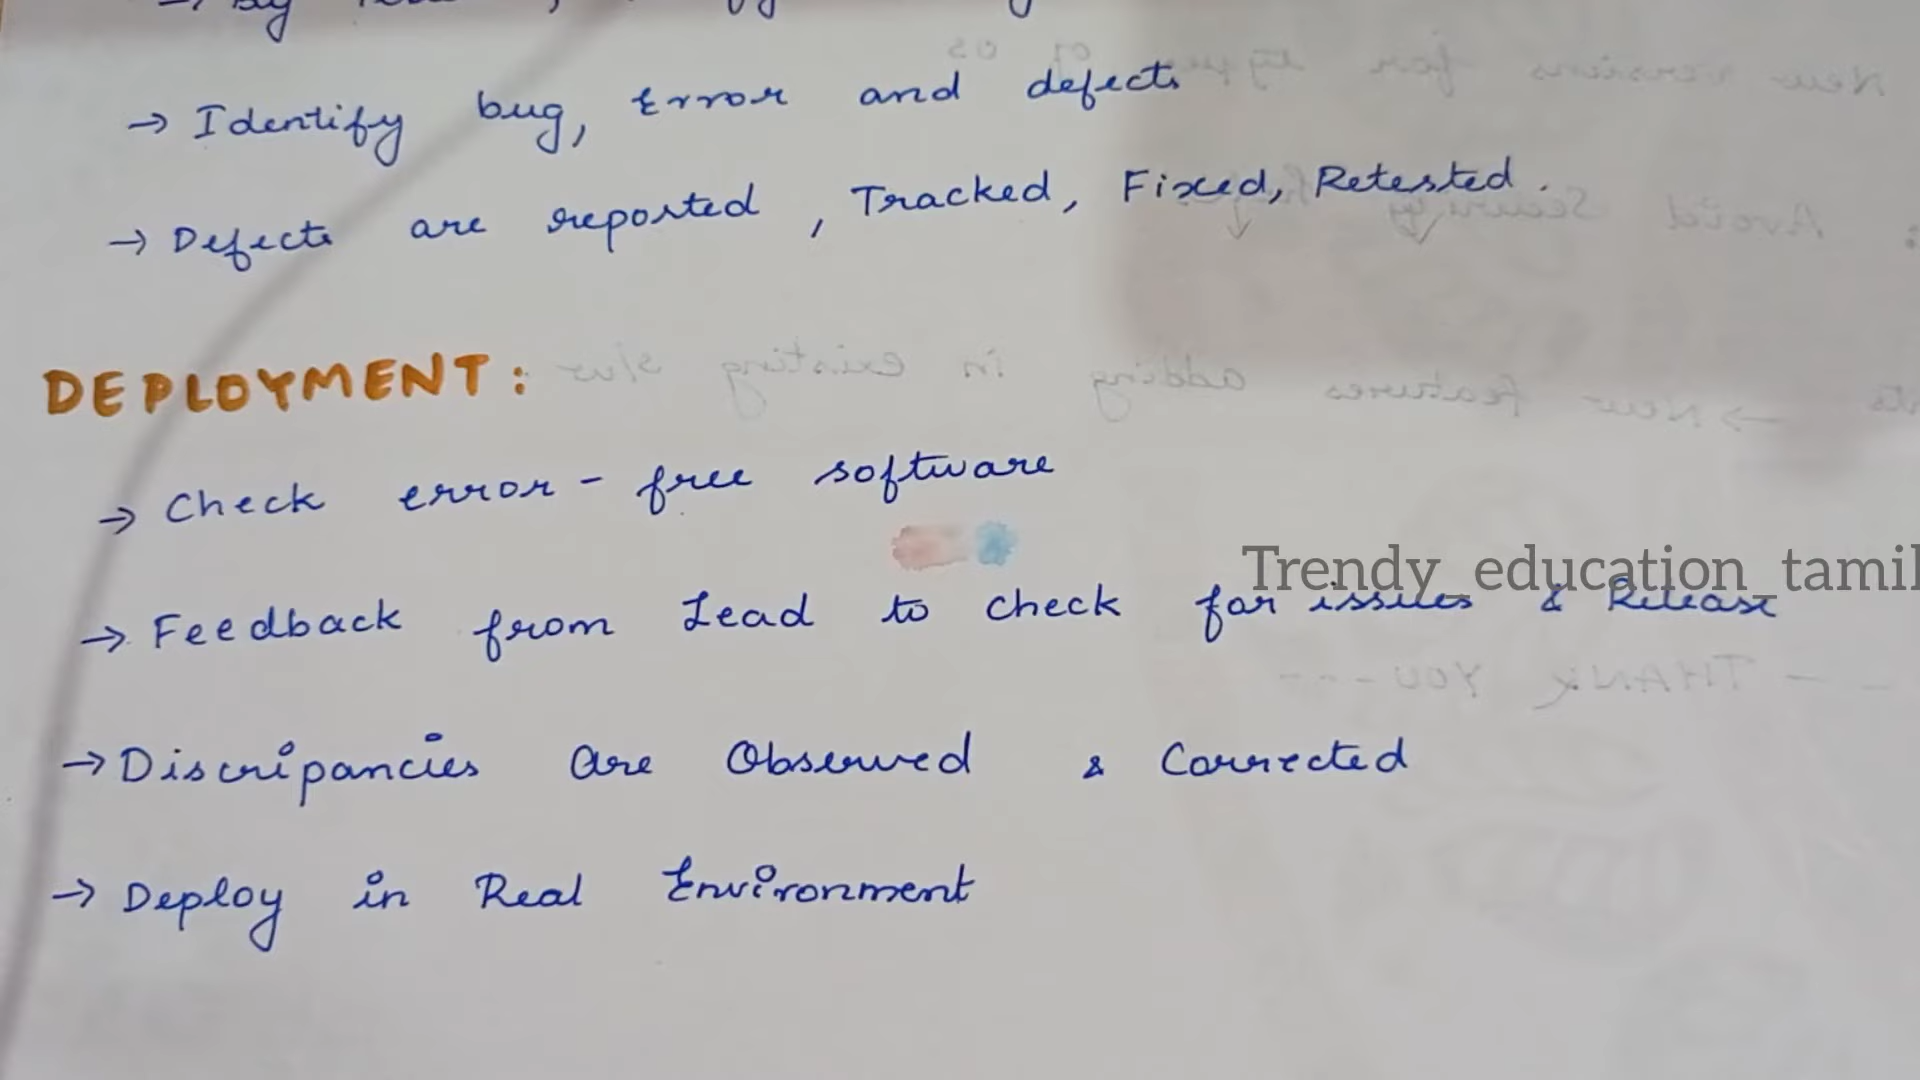 → Identify bug, Error and defects
→ Defects are reported, Tracked, Fixed, Retested.
DEPLOYMENT:
→ Check error-free software
Trendy_education_tamil
→ Feedback from Lead to check for issues & Release
→ Discripancies are Observed & Corrected
→ Deploy in Real Environment